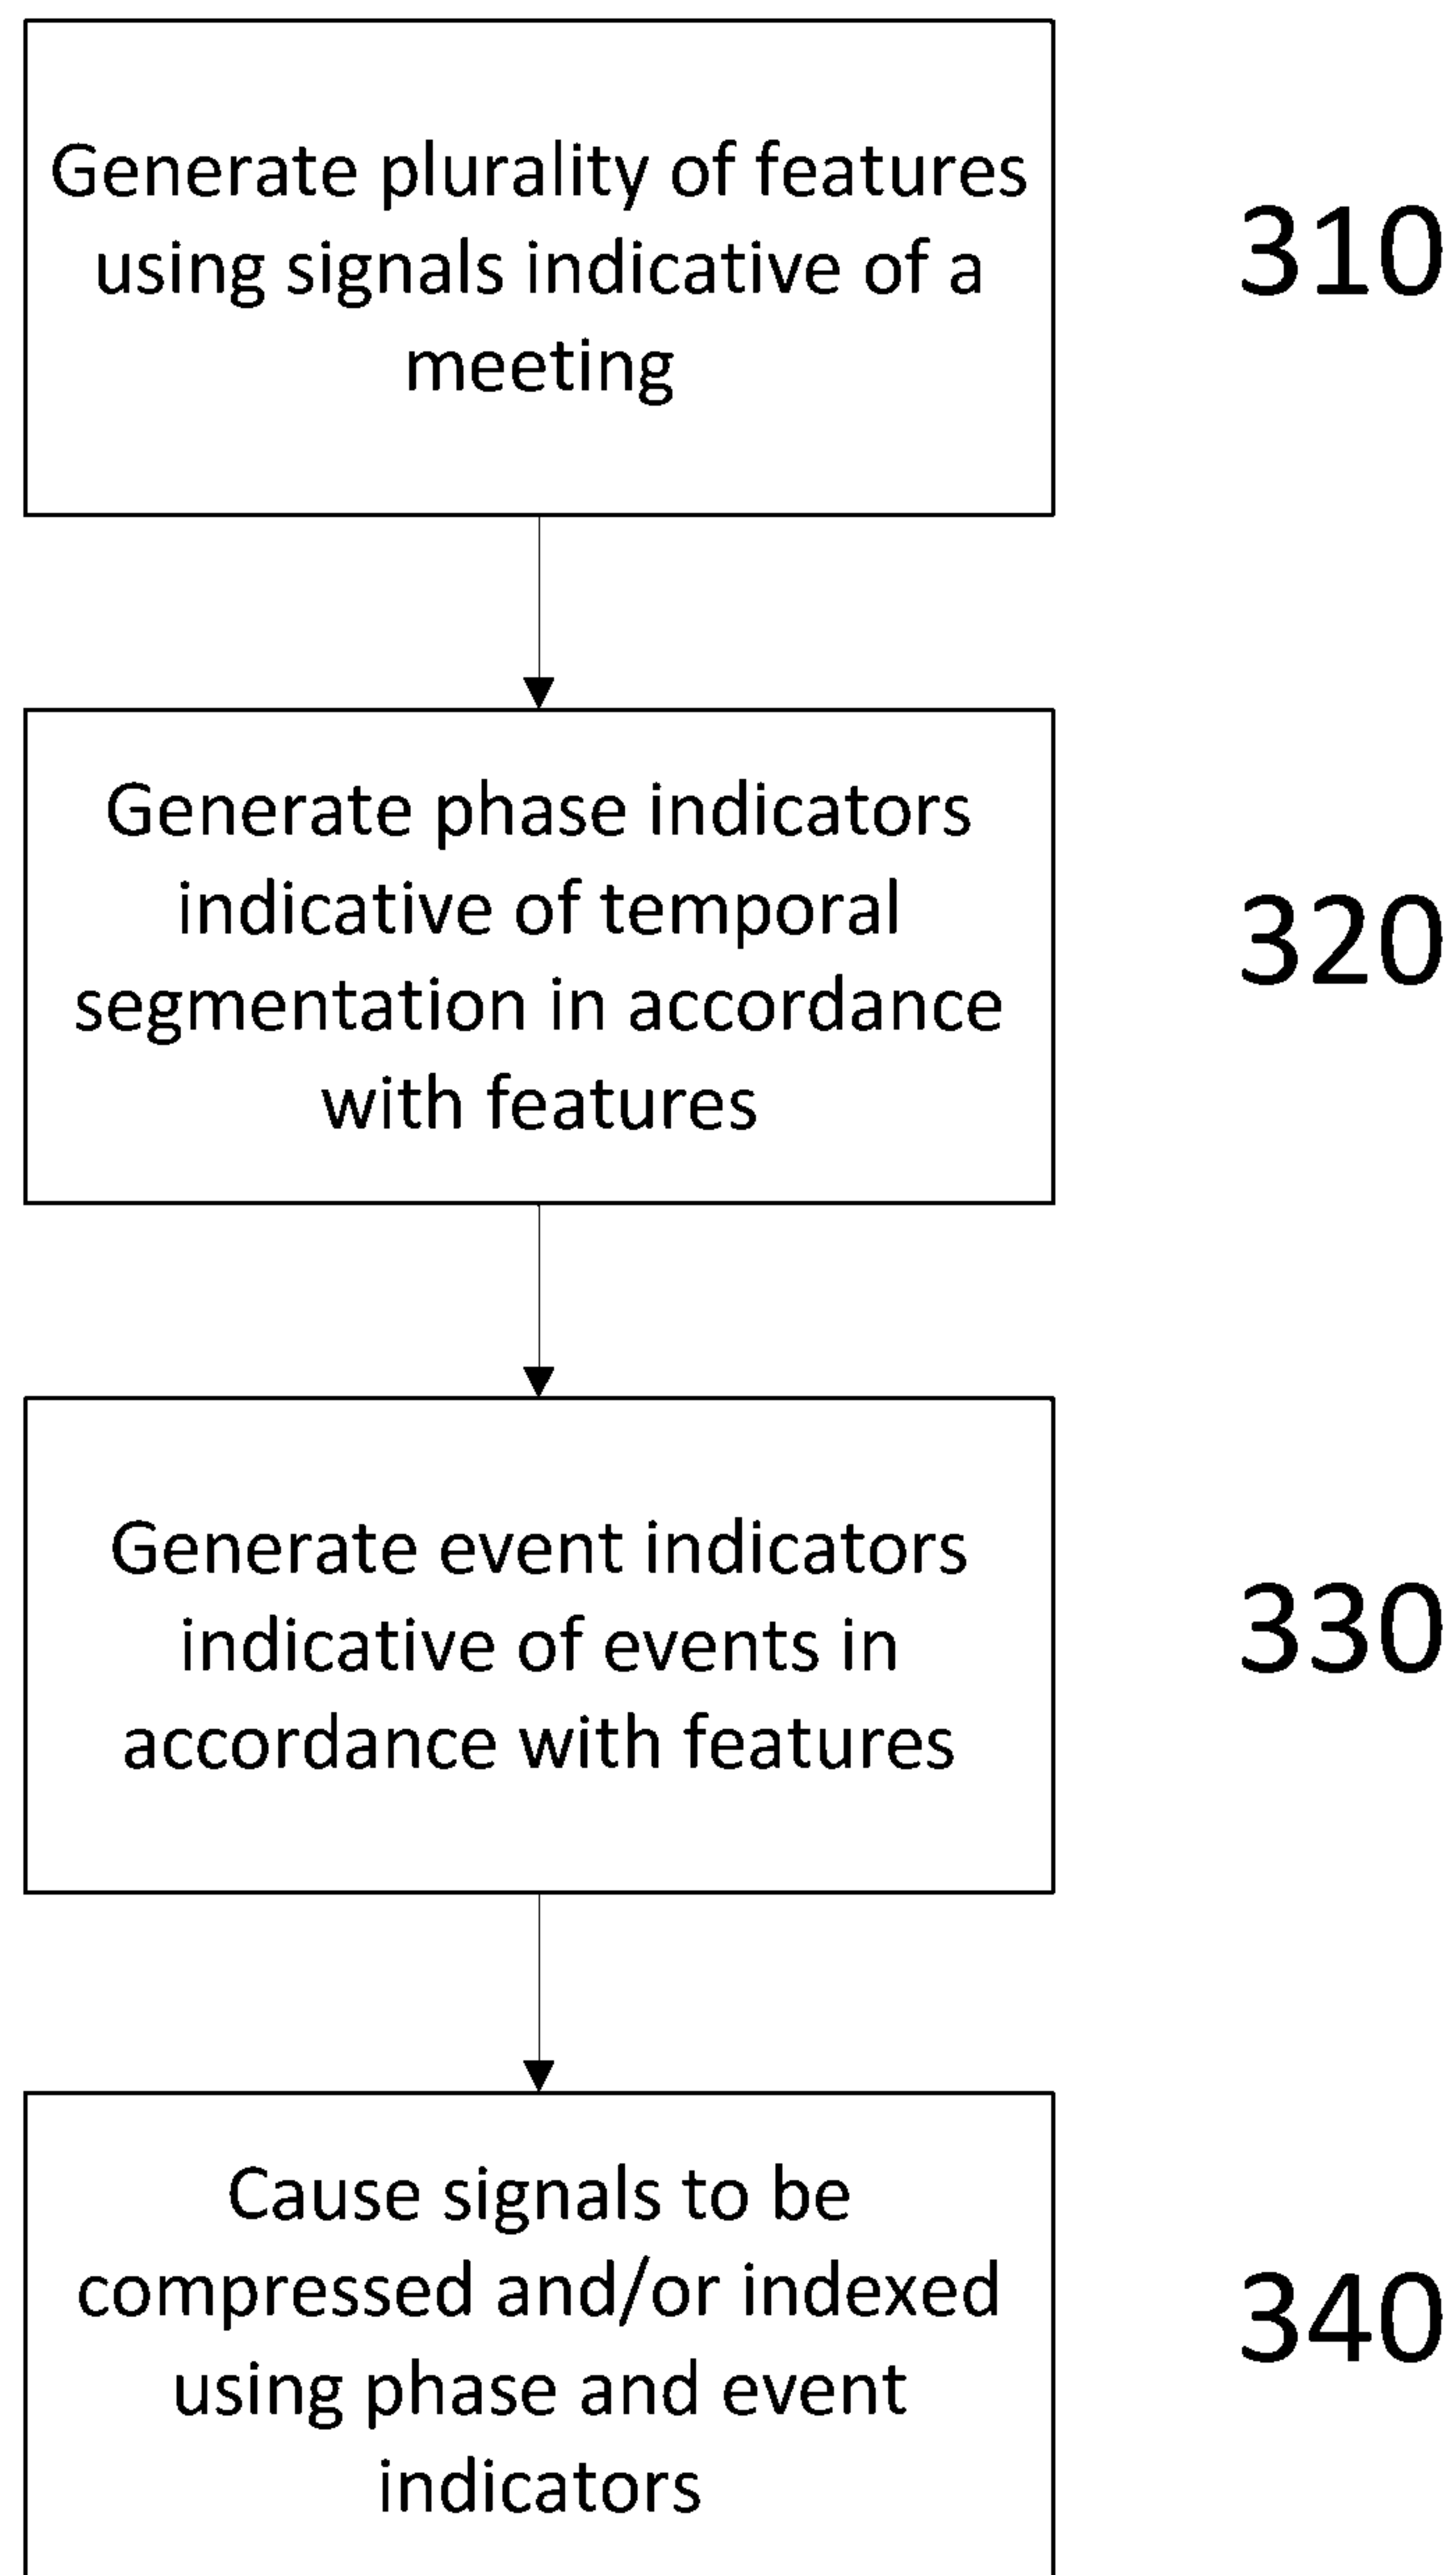 Generate plurality of features
using signals indicative of a
meeting
310
Generate phase indicators
indicative of temporal
segmentation in accordance
with features
320
Generate event indicators
indicative of events in
accordance with features
330
Cause signals to be
compressed and/or indexed
using phase and event
indicators
340